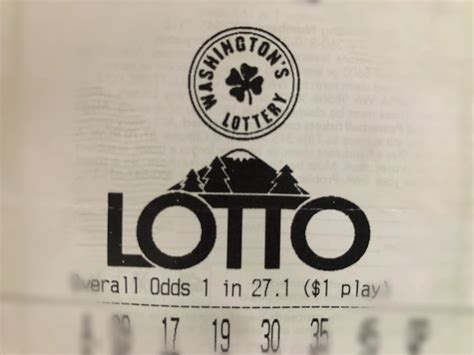 WASHINGTON'S
LOTTERY
LOTTO
Overall Odds 1 in 27.1 ($1 play)
17 19 30 35